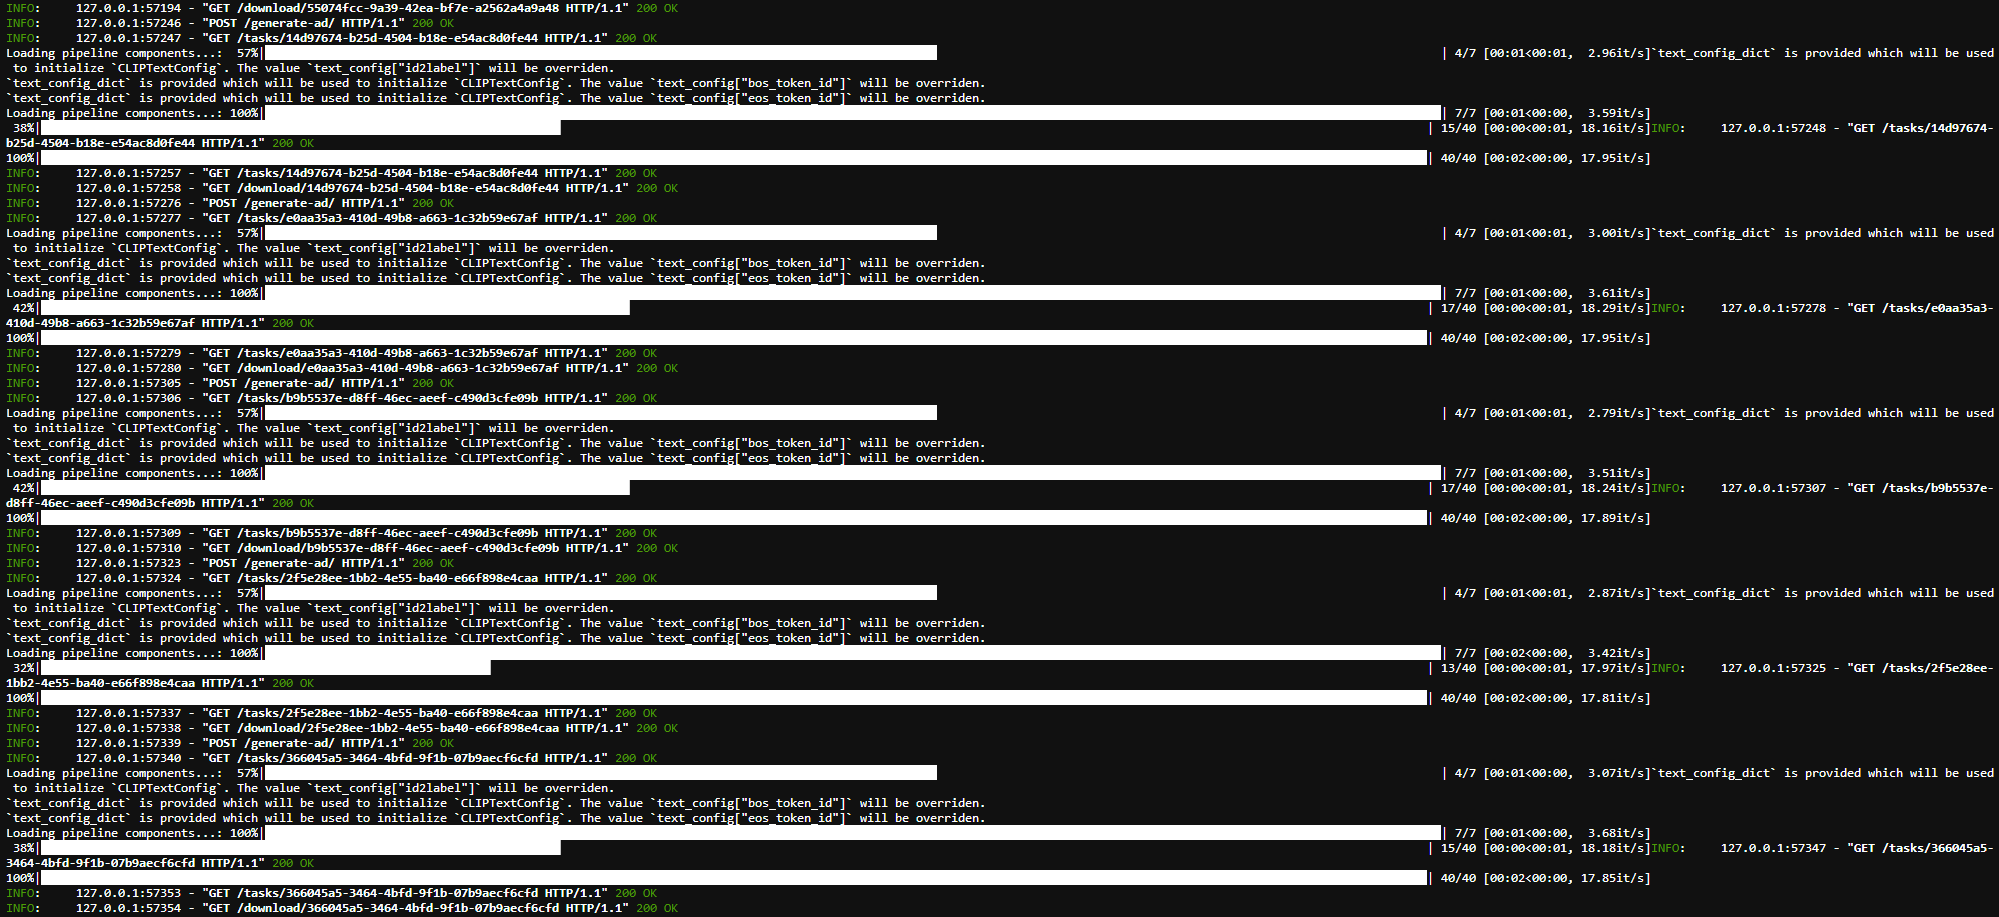 INFO:     127.0.0.1:57194 - "GET /download/55074fcc-9a39-42ea-bf7e-a2562a4a9a48 HTTP/1.1" 200 OK
INFO:     127.0.0.1:57246 - "POST /generate-ad/ HTTP/1.1" 200 OK
INFO:     127.0.0.1:57247 - "GET /tasks/14d97674-b25d-4504-b18e-e54ac8d0fe44 HTTP/1.1" 200 OK
Loading pipeline components...:  57%| | 4/7 [00:01<00:01,  2.96it/s]`text_config_dict` is provided which will be used
 to initialize `CLIPTextConfig`. The value `text_config["id2label"]` will be overriden.
`text_config_dict` is provided which will be used to initialize `CLIPTextConfig`. The value `text_config["bos_token_id"]` will be overriden.
`text_config_dict` is provided which will be used to initialize `CLIPTextConfig`. The value `text_config["eos_token_id"]` will be overriden.
Loading pipeline components...: 100%| | 7/7 [00:01<00:00,  3.59it/s]
 38%| | 15/40 [00:00<00:01, 18.16it/s]INFO:     127.0.0.1:57248 - "GET /tasks/14d97674-
b25d-4504-b18e-e54ac8d0fe44 HTTP/1.1" 200 OK
100%| | 40/40 [00:02<00:00, 17.95it/s]
INFO:     127.0.0.1:57257 - "GET /tasks/14d97674-b25d-4504-b18e-e54ac8d0fe44 HTTP/1.1" 200 OK
INFO:     127.0.0.1:57258 - "GET /download/14d97674-b25d-4504-b18e-e54ac8d0fe44 HTTP/1.1" 200 OK
INFO:     127.0.0.1:57276 - "POST /generate-ad/ HTTP/1.1" 200 OK
INFO:     127.0.0.1:57277 - "GET /tasks/e0aa35a3-410d-49b8-a663-1c32b59e67af HTTP/1.1" 200 OK
Loading pipeline components...:  57%| | 4/7 [00:01<00:01,  3.00it/s]`text_config_dict` is provided which will be used
 to initialize `CLIPTextConfig`. The value `text_config["id2label"]` will be overriden.
`text_config_dict` is provided which will be used to initialize `CLIPTextConfig`. The value `text_config["bos_token_id"]` will be overriden.
`text_config_dict` is provided which will be used to initialize `CLIPTextConfig`. The value `text_config["eos_token_id"]` will be overriden.
Loading pipeline components...: 100%| | 7/7 [00:01<00:00,  3.61it/s]
 42%| | 17/40 [00:00<00:01, 18.29it/s]INFO:     127.0.0.1:57278 - "GET /tasks/e0aa35a3-
410d-49b8-a663-1c32b59e67af HTTP/1.1" 200 OK
100%| | 40/40 [00:02<00:00, 17.95it/s]
INFO:     127.0.0.1:57279 - "GET /tasks/e0aa35a3-410d-49b8-a663-1c32b59e67af HTTP/1.1" 200 OK
INFO:     127.0.0.1:57280 - "GET /download/e0aa35a3-410d-49b8-a663-1c32b59e67af HTTP/1.1" 200 OK
INFO:     127.0.0.1:57305 - "POST /generate-ad/ HTTP/1.1" 200 OK
INFO:     127.0.0.1:57306 - "GET /tasks/b9b5537e-d8ff-46ec-aeef-c490d3cfe09b HTTP/1.1" 200 OK
Loading pipeline components...:  57%| | 4/7 [00:01<00:01,  2.79it/s]`text_config_dict` is provided which will be used
 to initialize `CLIPTextConfig`. The value `text_config["id2label"]` will be overriden.
`text_config_dict` is provided which will be used to initialize `CLIPTextConfig`. The value `text_config["bos_token_id"]` will be overriden.
`text_config_dict` is provided which will be used to initialize `CLIPTextConfig`. The value `text_config["eos_token_id"]` will be overriden.
Loading pipeline components...: 100%| | 7/7 [00:01<00:00,  3.51it/s]
 42%| | 17/40 [00:00<00:01, 18.24it/s]INFO:     127.0.0.1:57307 - "GET /tasks/b9b5537e-
d8ff-46ec-aeef-c490d3cfe09b HTTP/1.1" 200 OK
100%| | 40/40 [00:02<00:00, 17.89it/s]
INFO:     127.0.0.1:57309 - "GET /tasks/b9b5537e-d8ff-46ec-aeef-c490d3cfe09b HTTP/1.1" 200 OK
INFO:     127.0.0.1:57310 - "GET /download/b9b5537e-d8ff-46ec-aeef-c490d3cfe09b HTTP/1.1" 200 OK
INFO:     127.0.0.1:57323 - "POST /generate-ad/ HTTP/1.1" 200 OK
INFO:     127.0.0.1:57324 - "GET /tasks/2f5e28ee-1bb2-4e55-ba40-e66f898e4caa HTTP/1.1" 200 OK
Loading pipeline components...:  57%| | 4/7 [00:01<00:01,  2.87it/s]`text_config_dict` is provided which will be used
 to initialize `CLIPTextConfig`. The value `text_config["id2label"]` will be overriden.
`text_config_dict` is provided which will be used to initialize `CLIPTextConfig`. The value `text_config["bos_token_id"]` will be overriden.
`text_config_dict` is provided which will be used to initialize `CLIPTextConfig`. The value `text_config["eos_token_id"]` will be overriden.
Loading pipeline components...: 100%| | 7/7 [00:02<00:00,  3.42it/s]
 32%| | 13/40 [00:00<00:01, 17.97it/s]INFO:     127.0.0.1:57325 - "GET /tasks/2f5e28ee-
1bb2-4e55-ba40-e66f898e4caa HTTP/1.1" 200 OK
100%| | 40/40 [00:02<00:00, 17.81it/s]
INFO:     127.0.0.1:57337 - "GET /tasks/2f5e28ee-1bb2-4e55-ba40-e66f898e4caa HTTP/1.1" 200 OK
INFO:     127.0.0.1:57338 - "GET /download/2f5e28ee-1bb2-4e55-ba40-e66f898e4caa HTTP/1.1" 200 OK
INFO:     127.0.0.1:57339 - "POST /generate-ad/ HTTP/1.1" 200 OK
INFO:     127.0.0.1:57340 - "GET /tasks/366045a5-3464-4bfd-9f1b-07b9aecf6cfd HTTP/1.1" 200 OK
Loading pipeline components...:  57%| | 4/7 [00:01<00:00,  3.07it/s]`text_config_dict` is provided which will be used
 to initialize `CLIPTextConfig`. The value `text_config["id2label"]` will be overriden.
`text_config_dict` is provided which will be used to initialize `CLIPTextConfig`. The value `text_config["bos_token_id"]` will be overriden.
`text_config_dict` is provided which will be used to initialize `CLIPTextConfig`. The value `text_config["eos_token_id"]` will be overriden.
Loading pipeline components...: 100%| | 7/7 [00:01<00:00,  3.68it/s]
 38%| | 15/40 [00:00<00:01, 18.18it/s]INFO:     127.0.0.1:57347 - "GET /tasks/366045a5-
3464-4bfd-9f1b-07b9aecf6cfd HTTP/1.1" 200 OK
100%| | 40/40 [00:02<00:00, 17.85it/s]
INFO:     127.0.0.1:57353 - "GET /tasks/366045a5-3464-4bfd-9f1b-07b9aecf6cfd HTTP/1.1" 200 OK
INFO:     127.0.0.1:57354 - "GET /download/366045a5-3464-4bfd-9f1b-07b9aecf6cfd HTTP/1.1" 200 OK